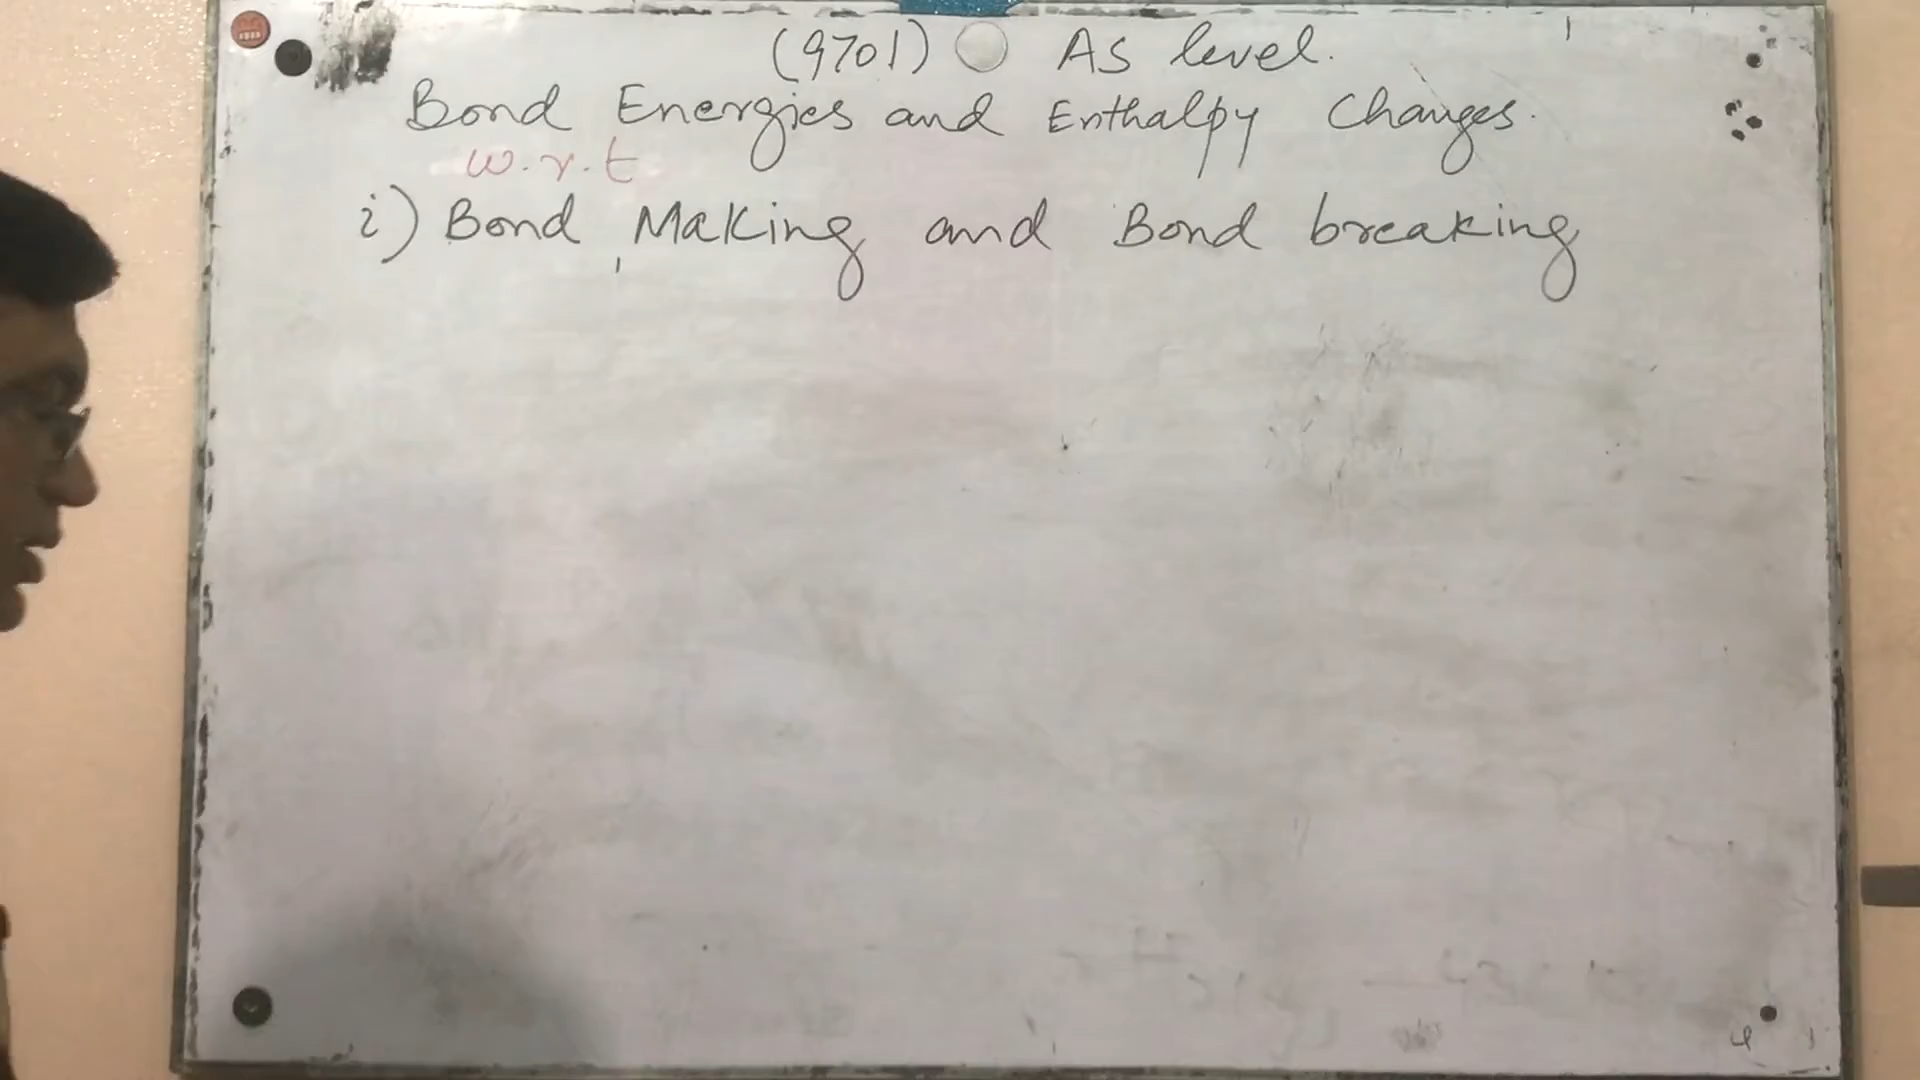 (9701) As level.
Bond Energies and Enthalpy Changes.
w.r.t
i) Bond Making and Bond breaking